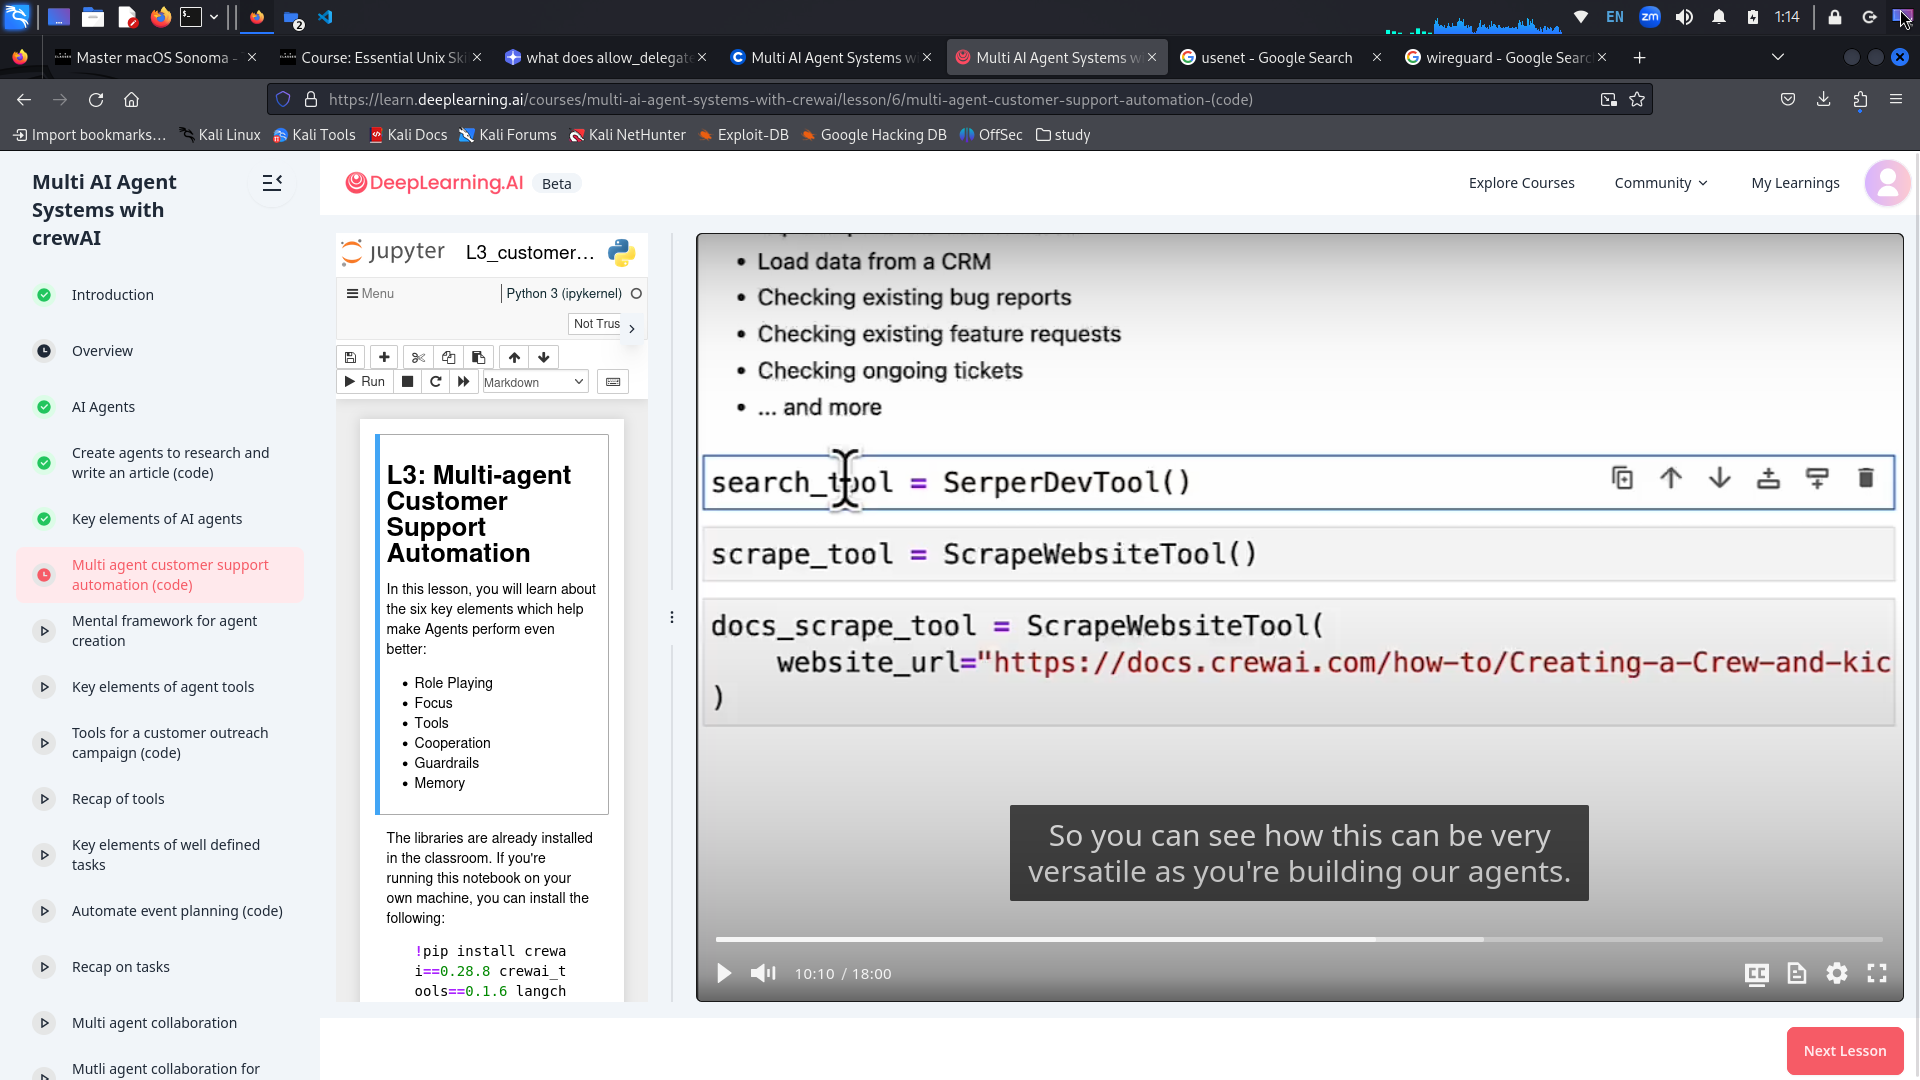 2
EN
zm
1:14
Master macOS Sonoma -
Course: Essential Unix Ski
what does allow_delegate
Multi AI Agent Systems wi
Multi AI Agent Systems wi
usenet - Google Search
wireguard - Google Search
https://learn.deeplearning.ai/courses/multi-ai-agent-systems-with-crewai/lesson/6/multi-agent-customer-support-automation-(code)
Import bookmarks...
Kali Linux
Kali Tools
Kali Docs
Kali Forums
Kali NetHunter
Exploit-DB
Google Hacking DB
OffSec
study
Multi AI Agent
Systems with
crewAI
DeepLearning.AI
Beta
Explore Courses
Community
My Learnings
Introduction
Overview
AI Agents
Create agents to research and
write an article (code)
Key elements of AI agents
Multi agent customer support
automation (code)
Mental framework for agent
creation
Key elements of agent tools
Tools for a customer outreach
campaign (code)
Recap of tools
Key elements of well defined
tasks
Automate event planning (code)
Recap on tasks
Multi agent collaboration
Mutli agent collaboration for
jupyter
L3_customer...
Menu
Python 3 (ipykernel)
Not Trus
Run
Markdown
L3: Multi-agent
Customer
Support
Automation
In this lesson, you will learn about
the six key elements which help
make Agents perform even
better:
• Role Playing
• Focus
• Tools
• Cooperation
• Guardrails
• Memory
The libraries are already installed
in the classroom. If you're
running this notebook on your
own machine, you can install the
following:
!pip install crewa
i==0.28.8 crewai_t
ools==0.1.6 langch
• Load data from a CRM
• Checking existing bug reports
• Checking existing feature requests
• Checking ongoing tickets
• ... and more
search_tool = SerperDevTool()
scrape_tool = ScrapeWebsiteTool()
docs_scrape_tool = ScrapeWebsiteTool(
website_url="https://docs.crewai.com/how-to/Creating-a-Crew-and-kic
)
So you can see how this can be very
versatile as you're building our agents.
10:10 / 18:00
CC
Next Lesson